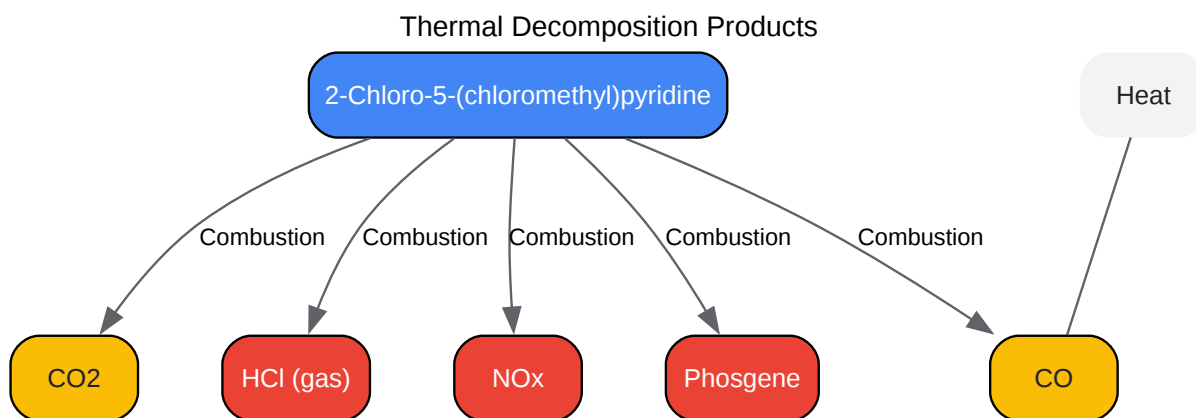 Thermal Decomposition Products
2-Chloro-5-(chloromethyl)pyridine
Heat
Combustion
Combustion
Combustion
Combustion
Combustion
CO2
HCl (gas)
NOx
Phosgene
CO